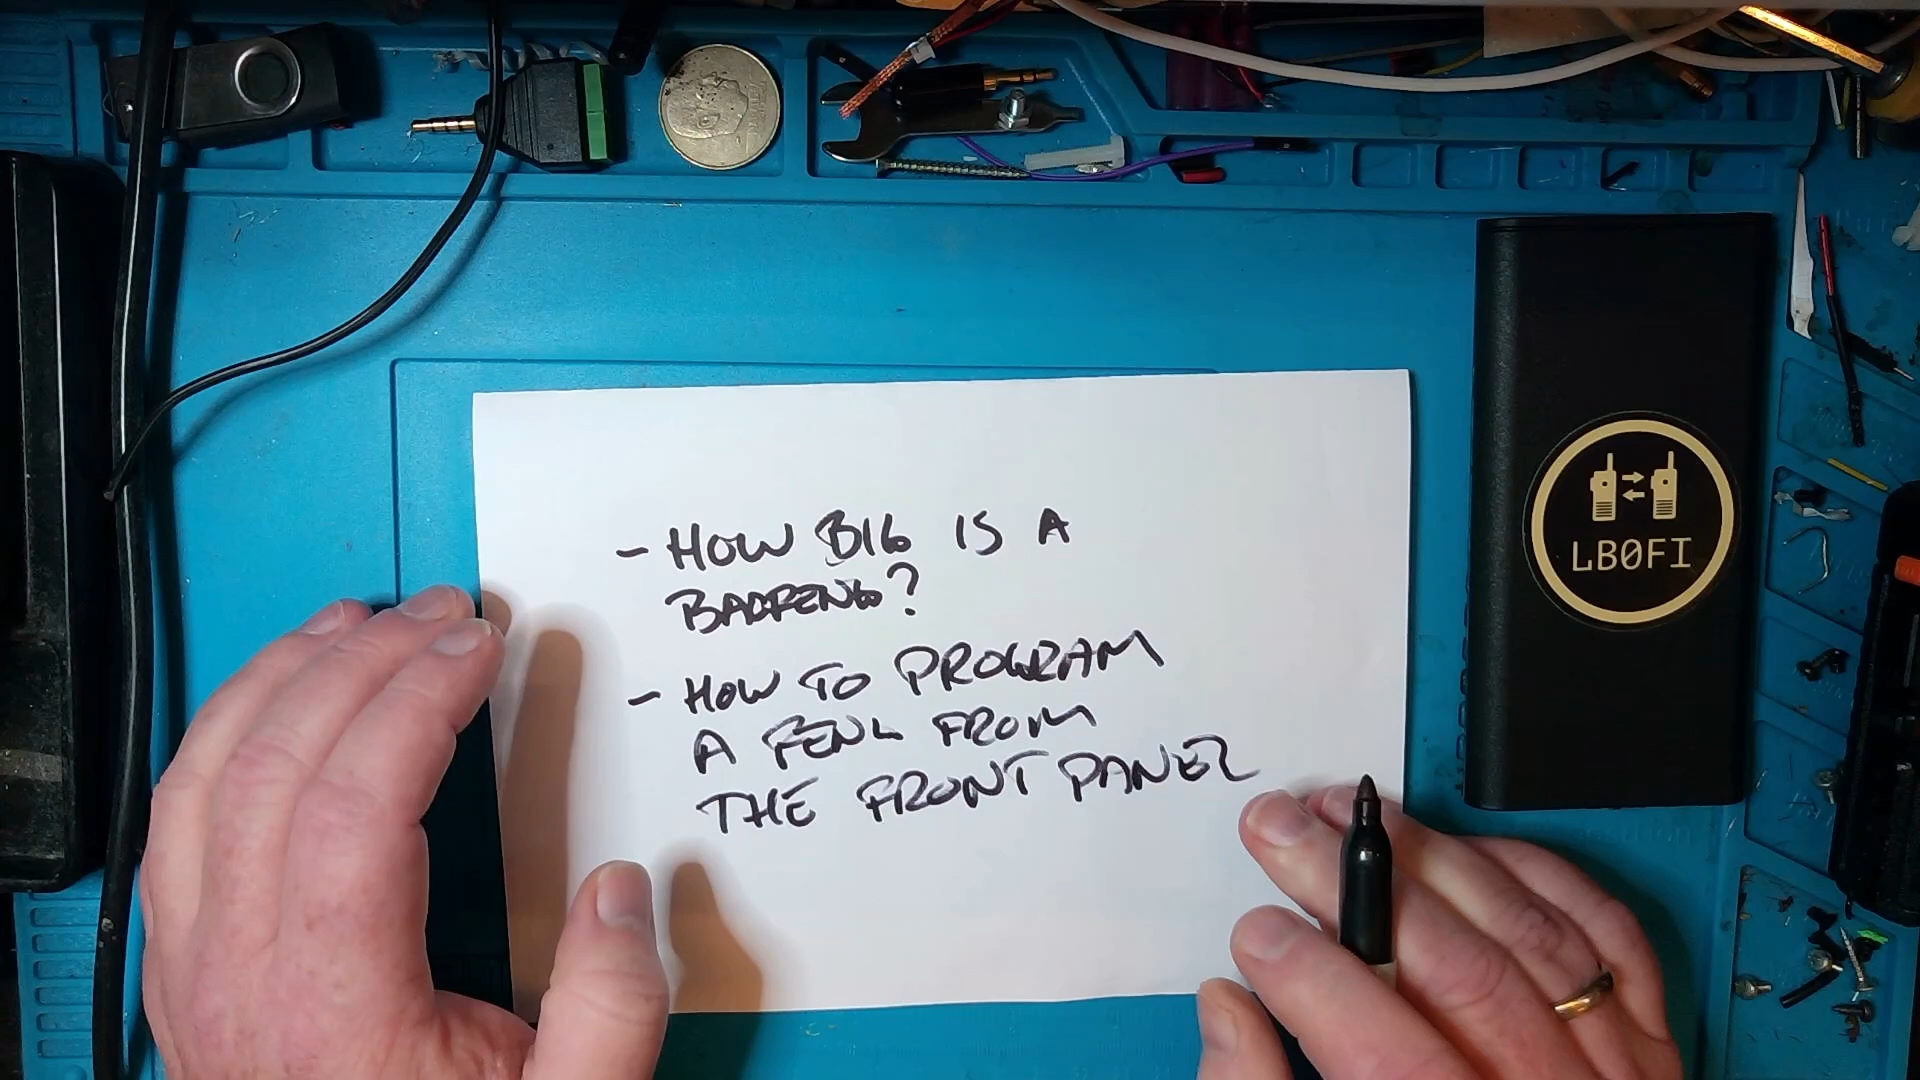 - HOW BIG IS A
BAOFENG?
- HOW TO PROGRAM
A FENG FROM
THE FRONT PANEL
LB0FI